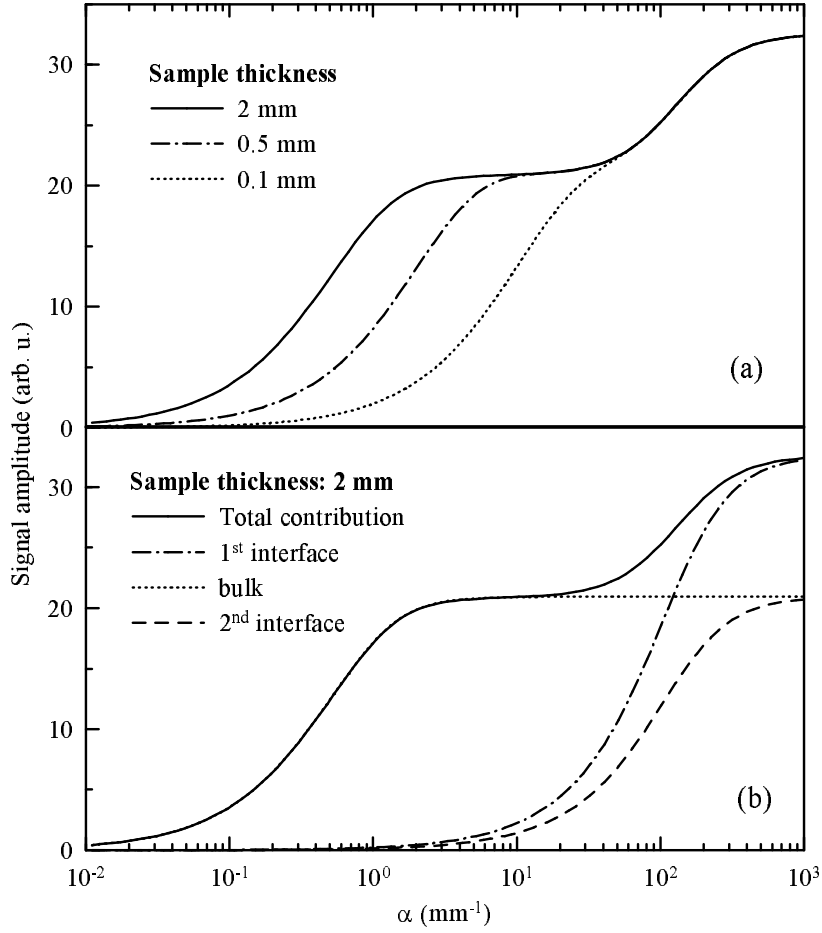 30
20
10
0
Sample thickness
2 mm
0.5 mm
0.1 mm
(a)
Signal amplitude (arb. u.)
30
20
10
0
Sample thickness: 2 mm
Total contribution
1st interface
bulk
2nd interface
(b)
10-2 10-1 100 101 102 103
α (mm-1)